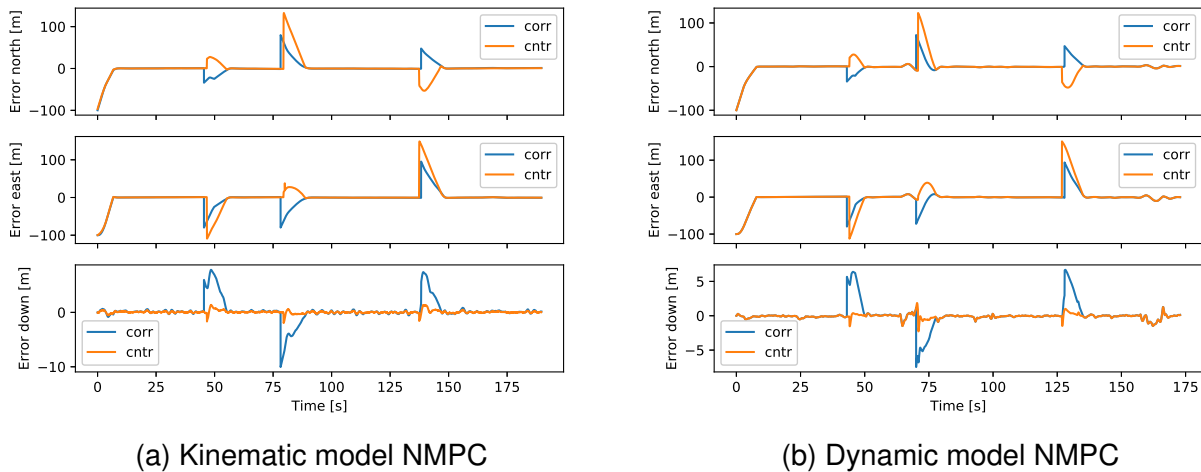 Error north [m]
100
0
−100
corr
cntr
Error east [m]
100
0
−100
corr
cntr
Error down [m]
0
−10
corr
cntr
0
25
50
75
100
125
150
175
Time [s]
(a) Kinematic model NMPC
Error north [m]
100
0
−100
corr
cntr
Error east [m]
100
0
−100
corr
cntr
Error down [m]
5
0
−5
corr
cntr
0
25
50
75
100
125
150
175
Time [s]
(b) Dynamic model NMPC